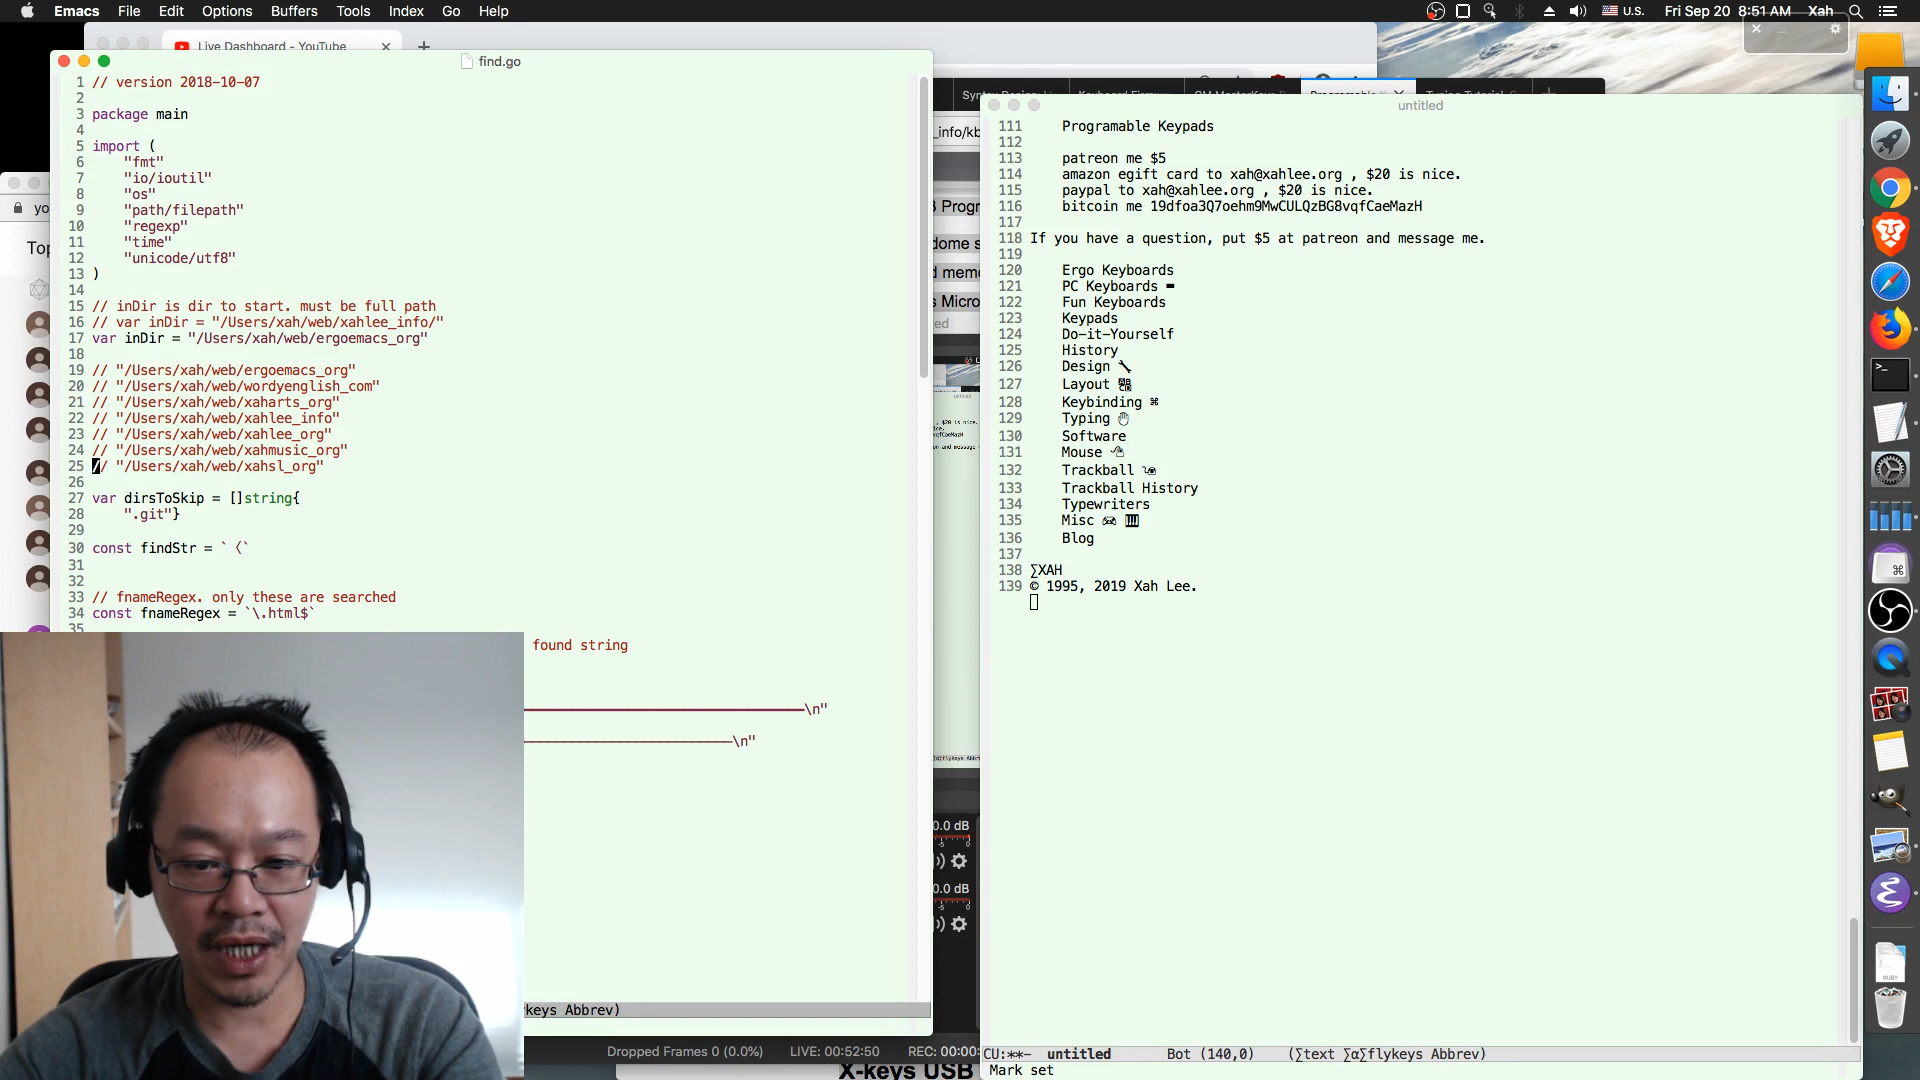 Emacs File Edit Options Buffers Tools Index Go Help
U.S. Fri Sep 20 8:51 AM Xah
Live Dashboard - YouTube
find.go
1 // version 2018-10-07
2
3 package main
4
5 import (
6 "fmt"
7 "io/ioutil"
8 "os"
9 "path/filepath"
10 "regexp"
11 "time"
12 "unicode/utf8"
13 )
14
15 // inDir is dir to start. must be full path
16 // var inDir = "/Users/xah/web/xahlee_info/"
17 var inDir = "/Users/xah/web/ergoemacs_org"
18
19 // "/Users/xah/web/ergoemacs_org"
20 // "/Users/xah/web/wordyenglish_com"
21 // "/Users/xah/web/xaharts_org"
22 // "/Users/xah/web/xahlee_info"
23 // "/Users/xah/web/xahlee_org"
24 // "/Users/xah/web/xahmusic_org"
25 // "/Users/xah/web/xahsl_org"
26
27 var dirsToSkip = []string{
28 ".git"}
29
30 const findStr = `〈`
31
32
33 // fnameRegex. only these are searched
34 const fnameRegex = `\.html$`
35
found string
\n"
\n"
keys Abbrev)
Dropped Frames 0 (0.0%) LIVE: 00:52:50 REC: 00:00:
X-keys USB
_info/kb
0.0 dB
0.0 dB
untitled
111 Programable Keypads
112
113 patreon me $5
114 amazon egift card to xah@xahlee.org , $20 is nice.
115 paypal to xah@xahlee.org , $20 is nice.
116 bitcoin me 19dfoa3Q7oehm9MwCULQzBG8vqfCaeMazH
117
118 If you have a question, put $5 at patreon and message me.
119
120 Ergo Keyboards
121 PC Keyboards
122 Fun Keyboards
123 Keypads
124 Do-it-Yourself
125 History
126 Design
127 Layout
128 Keybinding ⌘
129 Typing
130 Software
131 Mouse
132 Trackball
133 Trackball History
134 Typewriters
135 Misc
136 Blog
137
138 ∑XAH
139 © 1995, 2019 Xah Lee.
CU:**- untitled Bot (140,0) (∑text ∑α∑flykeys Abbrev)
Mark set